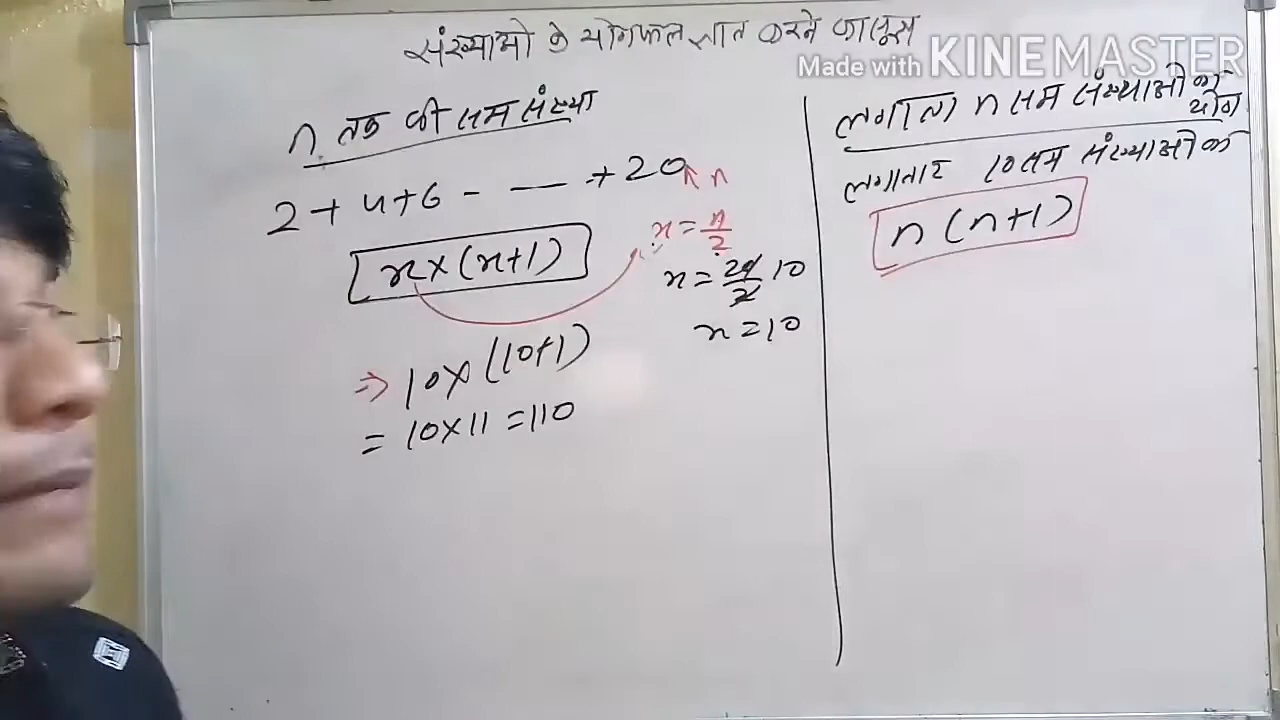 संख्याओ के योगफल ज्ञात करने का
Made with KINEMASTER
n तक की सम संख्या
2 + 4 + 6 - — + 20 n
x × (x+1)
x = n/2
x = 20/2 10
x = 10
⇒ 10 × (10+1)
= 10 × 11 = 110
लगातार n सम संख्याओ का योग
लगातार 10 सम संख्याओ का
n (n+1)